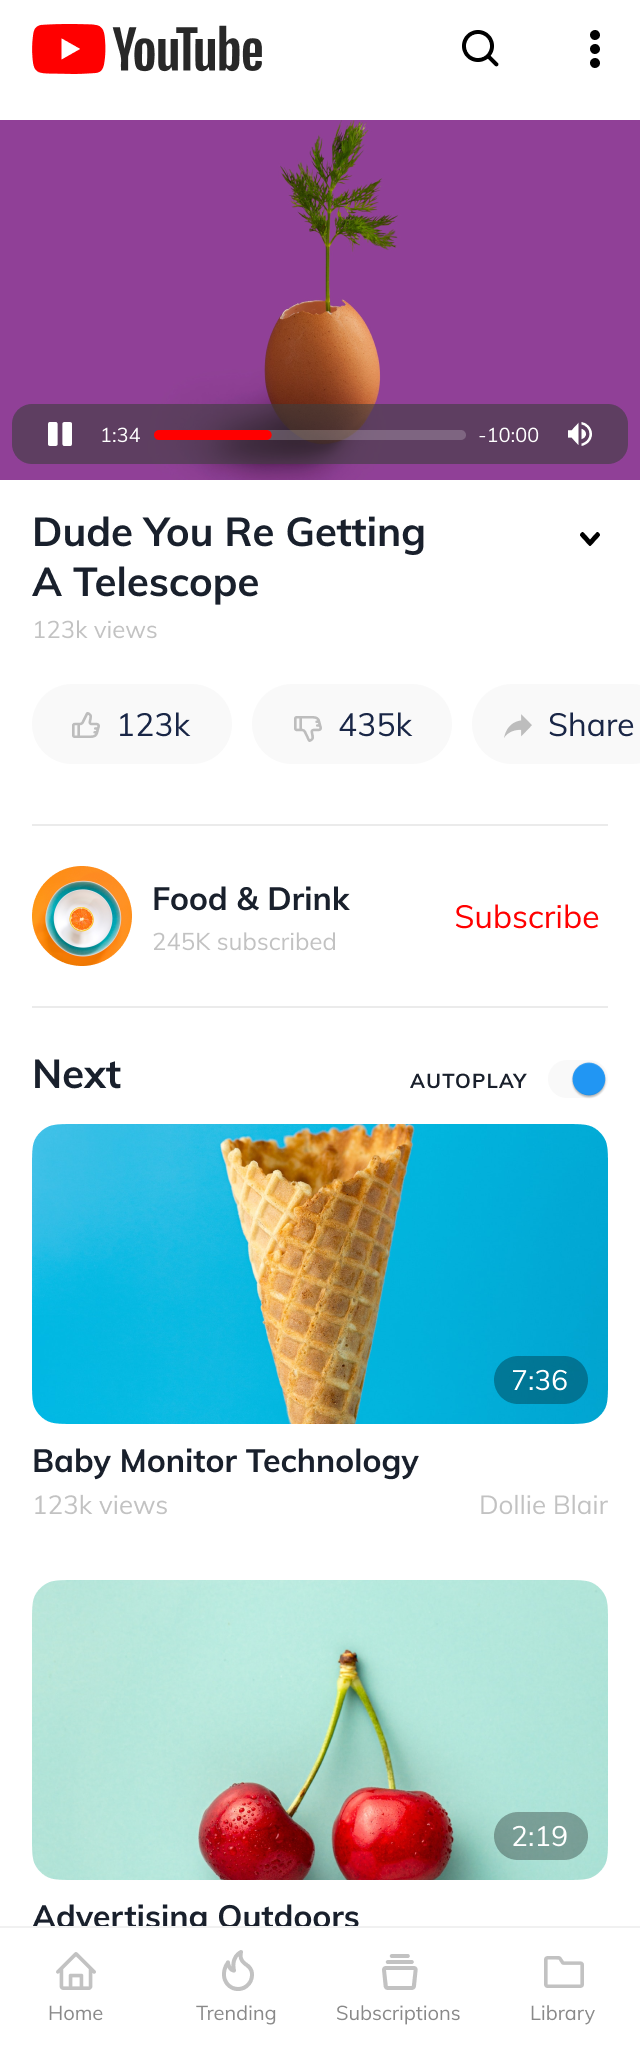 YouTube
1:34
-10:00
Dude You Re Getting
A Telescope
123k views
123k
435k
Share
Food & Drink
245K subscribed
Subscribe
Next
AUTOPLAY
7:36
Baby Monitor Technology
123k views
Dollie Blair
2:19
Advertising Outdoors
Home
Trending
Subscriptions
Library